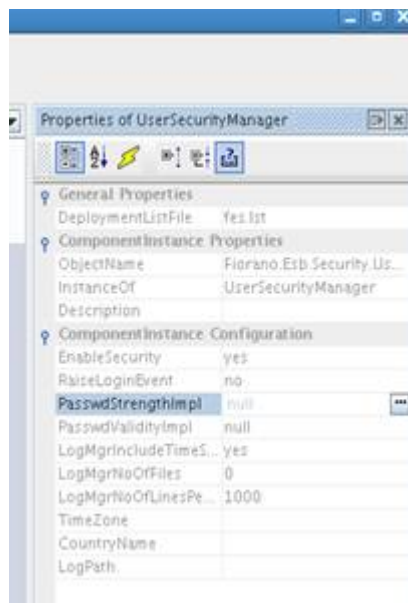 Properties of UserSecurityManager
General Properties
DeploymentListFile fes.lst
ComponentInstance Properties
ObjectName Fiorano.Esb.Security.Us...
InstanceOf UserSecurityManager
Description
ComponentInstance Configuration
EnableSecurity yes
RaiseLoginEvent no
PasswdStrengthImpl null ...
PasswdValidityImpl null
LogMgrIncludeTimeS... yes
LogMgrNoOfFiles 0
LogMgrNoOfLinesPe... 1000
TimeZone
CountryName
LogPath